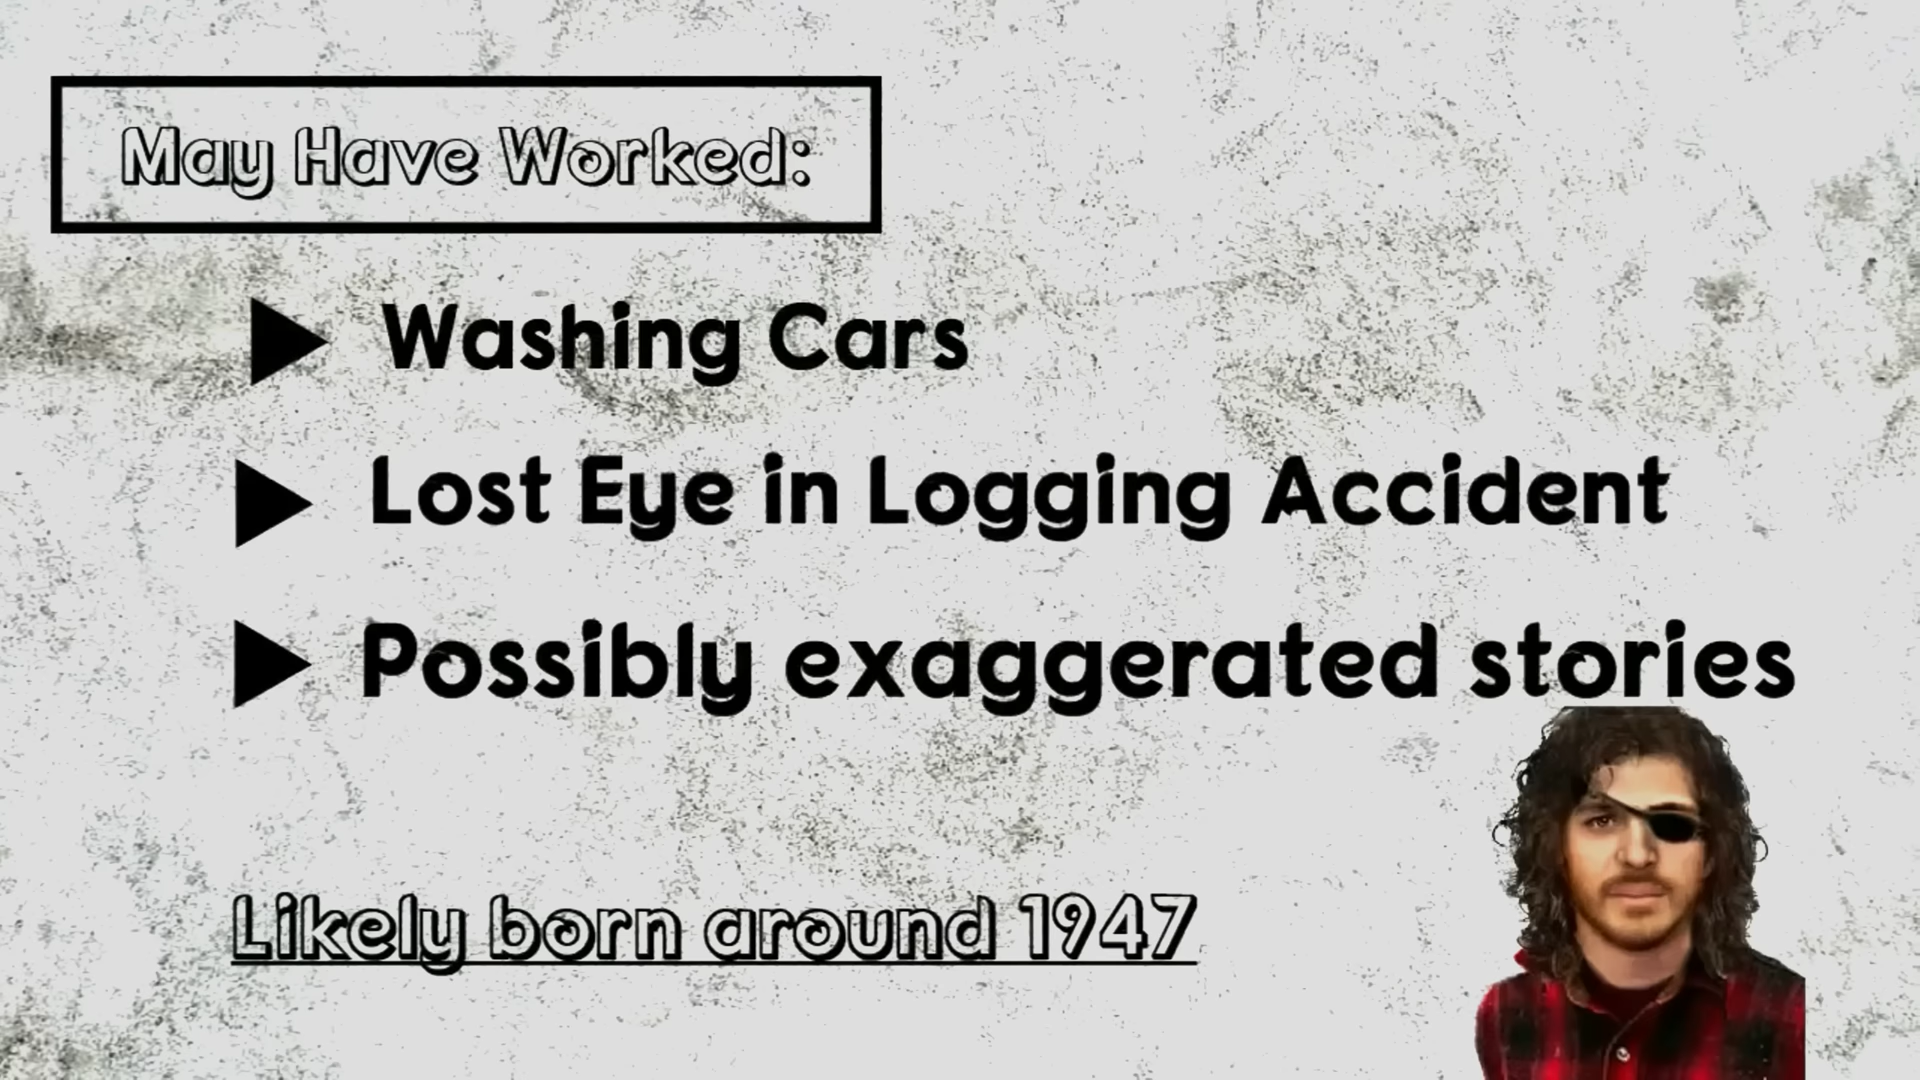 May Have Worked:
Washing Cars
Lost Eye in Logging Accident
Possibly exaggerated stories
Likely born around 1947